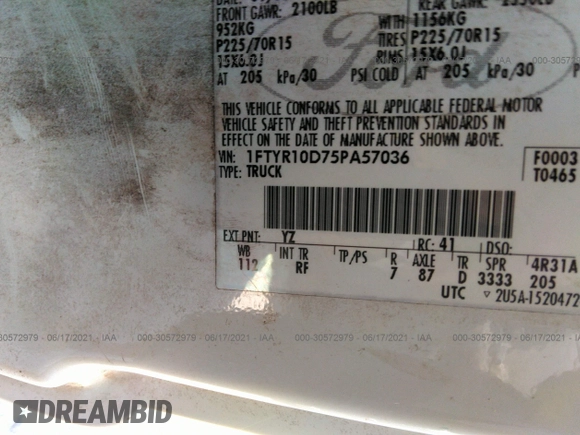 FRONT GAWR: 2100LB
REAR GAWR:
952KG WITH 1156KG
P225/70R15 TIRES P225/70R15
15X6.0J RIMS 15X6.0J
AT 205 kPa/30 PSI COLD AT 205 kPa/30
Ford
THIS VEHICLE CONFORMS TO ALL APPLICABLE FEDERAL MOTOR
VEHICLE SAFETY AND THEFT PREVENTION STANDARDS IN
EFFECT ON THE DATE OF MANUFACTURE SHOWN ABOVE.
VIN: 1FTYR10D75PA57036 F0003
TYPE: TRUCK T0465
EXT PNT: YZ RC: 41 DSO:
WB INT TR TP/PS R AXLE TR SPR 4R31A
112 RF 7 87 D 3333 205
UTC ▽ 2U5A-1520472
000-30572979 06/17/2021 IAA
DREAMBID